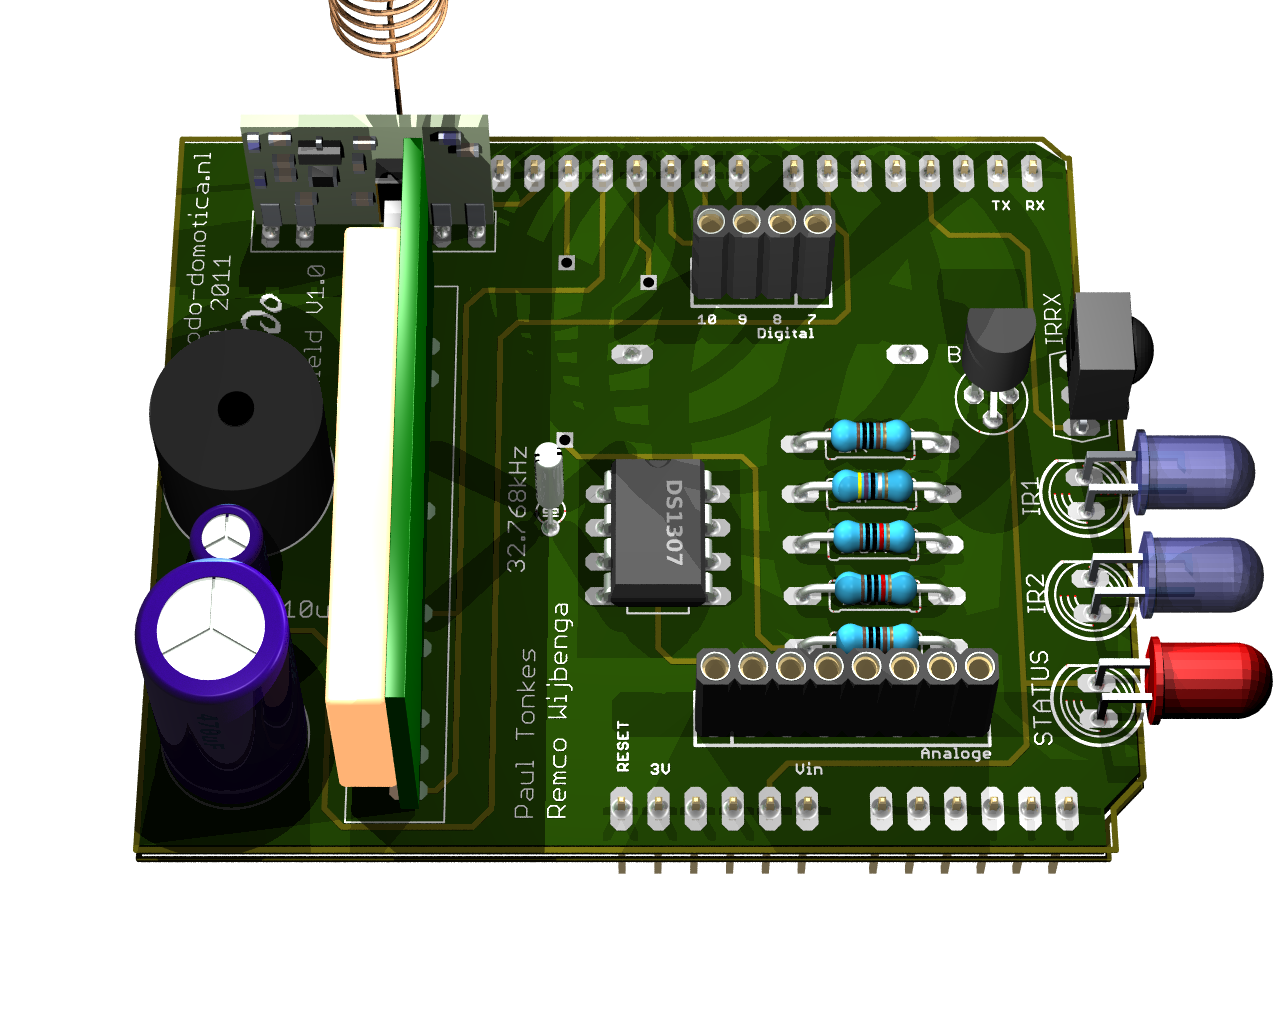 odo-domotica.nl
2011
ield V1.0
TX RX
10 9 8 7
Digital
B
IRRX
32.768kHz
DS1307
IR1
IR2
STATUS
10u
Paul Tonkes
Remco Wijbenga
RESET
3V
Vin
Analoge